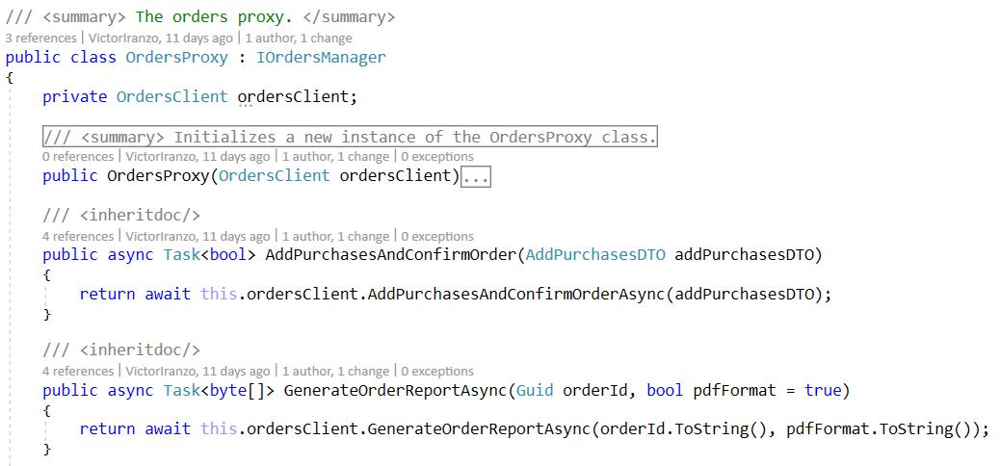 /// <summary> The orders proxy. </summary>
3 references | VictorIranzo, 11 days ago | 1 author, 1 change
public class OrdersProxy : IOrdersManager
{
private OrdersClient ordersClient;
/// <summary> Initializes a new instance of the OrdersProxy class.
0 references | VictorIranzo, 11 days ago | 1 author, 1 change | 0 exceptions
public OrdersProxy(OrdersClient ordersClient)...
/// <inheritdoc/>
4 references | VictorIranzo, 11 days ago | 1 author, 1 change | 0 exceptions
public async Task<bool> AddPurchasesAndConfirmOrder(AddPurchasesDTO addPurchasesDTO)
{
return await this.ordersClient.AddPurchasesAndConfirmOrderAsync(addPurchasesDTO);
}
/// <inheritdoc/>
4 references | VictorIranzo, 11 days ago | 1 author, 1 change | 0 exceptions
public async Task<byte[]> GenerateOrderReportAsync(Guid orderId, bool pdfFormat = true)
{
return await this.ordersClient.GenerateOrderReportAsync(orderId.ToString(), pdfFormat.ToString());
}